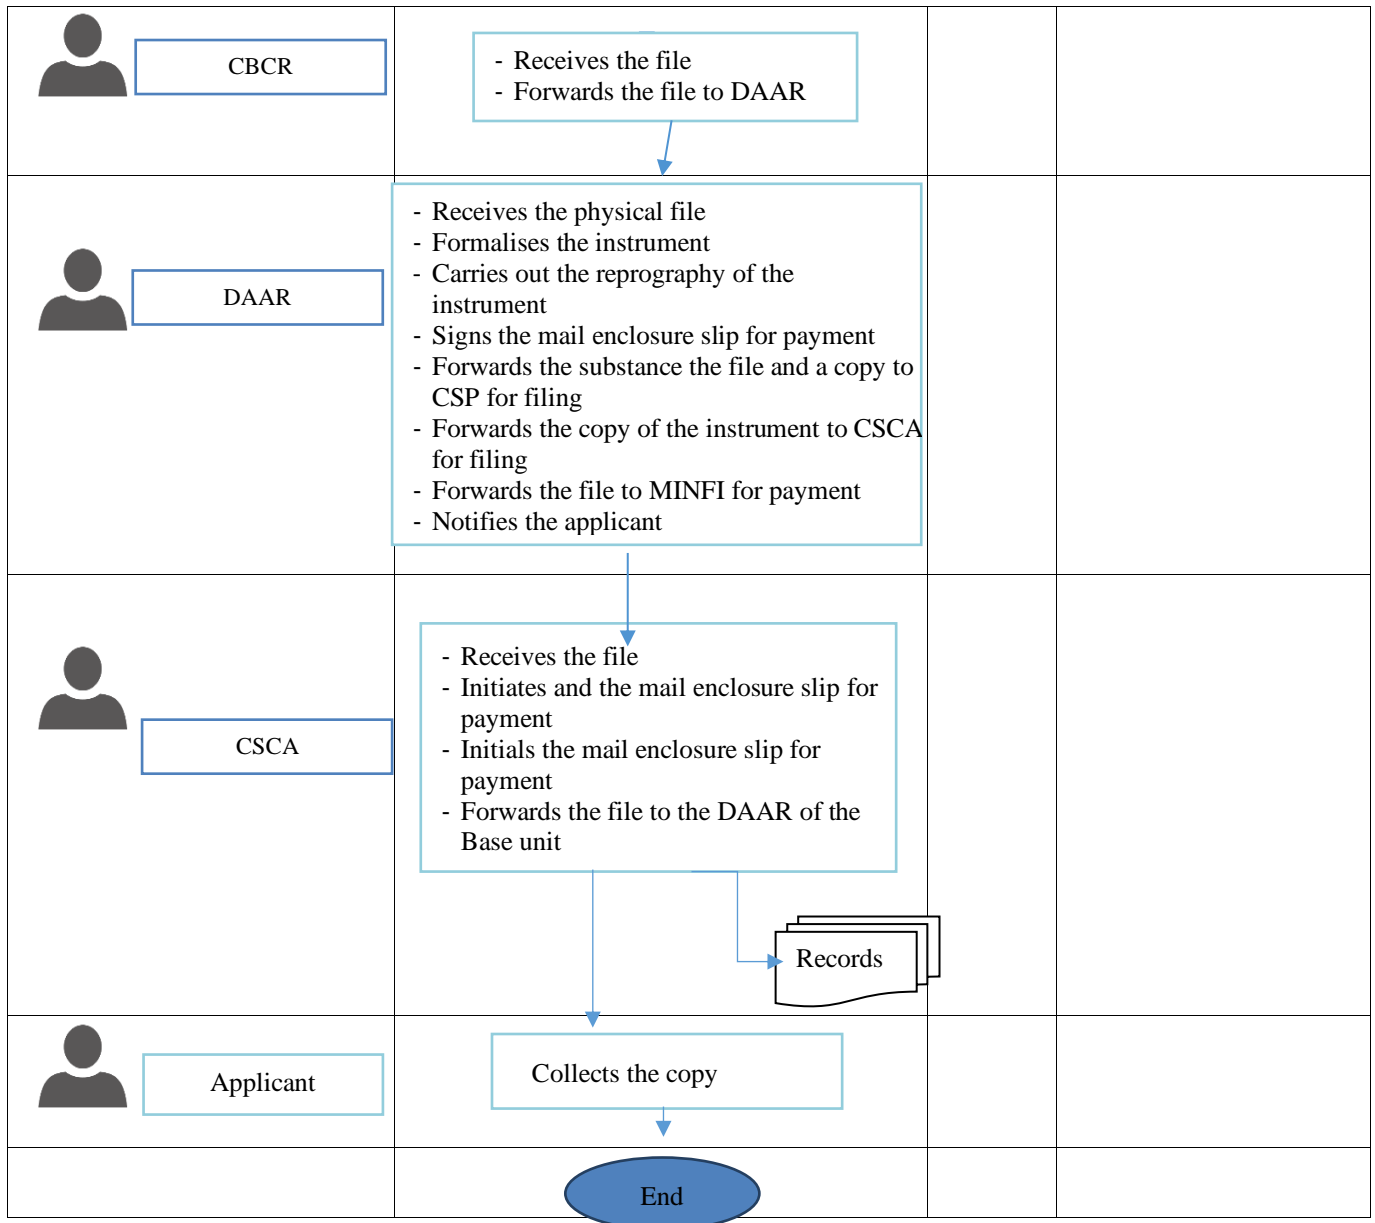 CBCR
- Receives the file
- Forwards the file to DAAR
DAAR
- Receives the physical file
- Formalises the instrument
- Carries out the reprography of the
instrument
- Signs the mail enclosure slip for payment
- Forwards the substance the file and a copy to
CSP for filing
- Forwards the copy of the instrument to CSCA
for filing
- Forwards the file to MINFI for payment
- Notifies the applicant
CSCA
- Receives the file
- Initiates and the mail enclosure slip for
payment
- Initials the mail enclosure slip for
payment
- Forwards the file to the DAAR of the
Base unit
Records
Applicant
Collects the copy
End